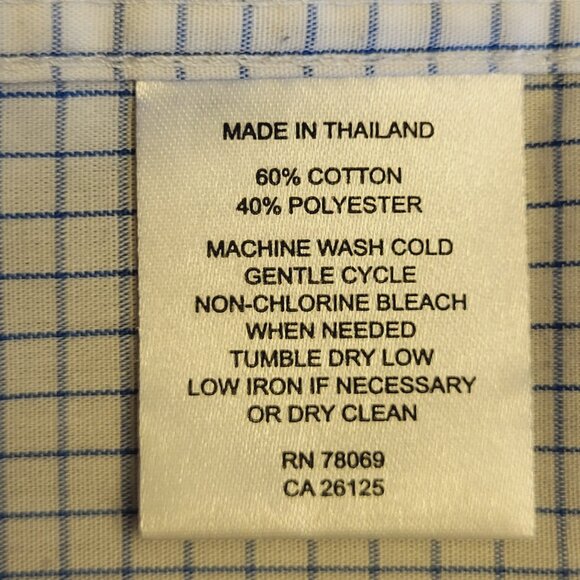 MADE IN THAILAND
60% COTTON
40% POLYESTER
MACHINE WASH COLD
GENTLE CYCLE
NON-CHLORINE BLEACH
WHEN NEEDED
TUMBLE DRY LOW
LOW IRON IF NECESSARY
OR DRY CLEAN
RN 78069
CA 26125